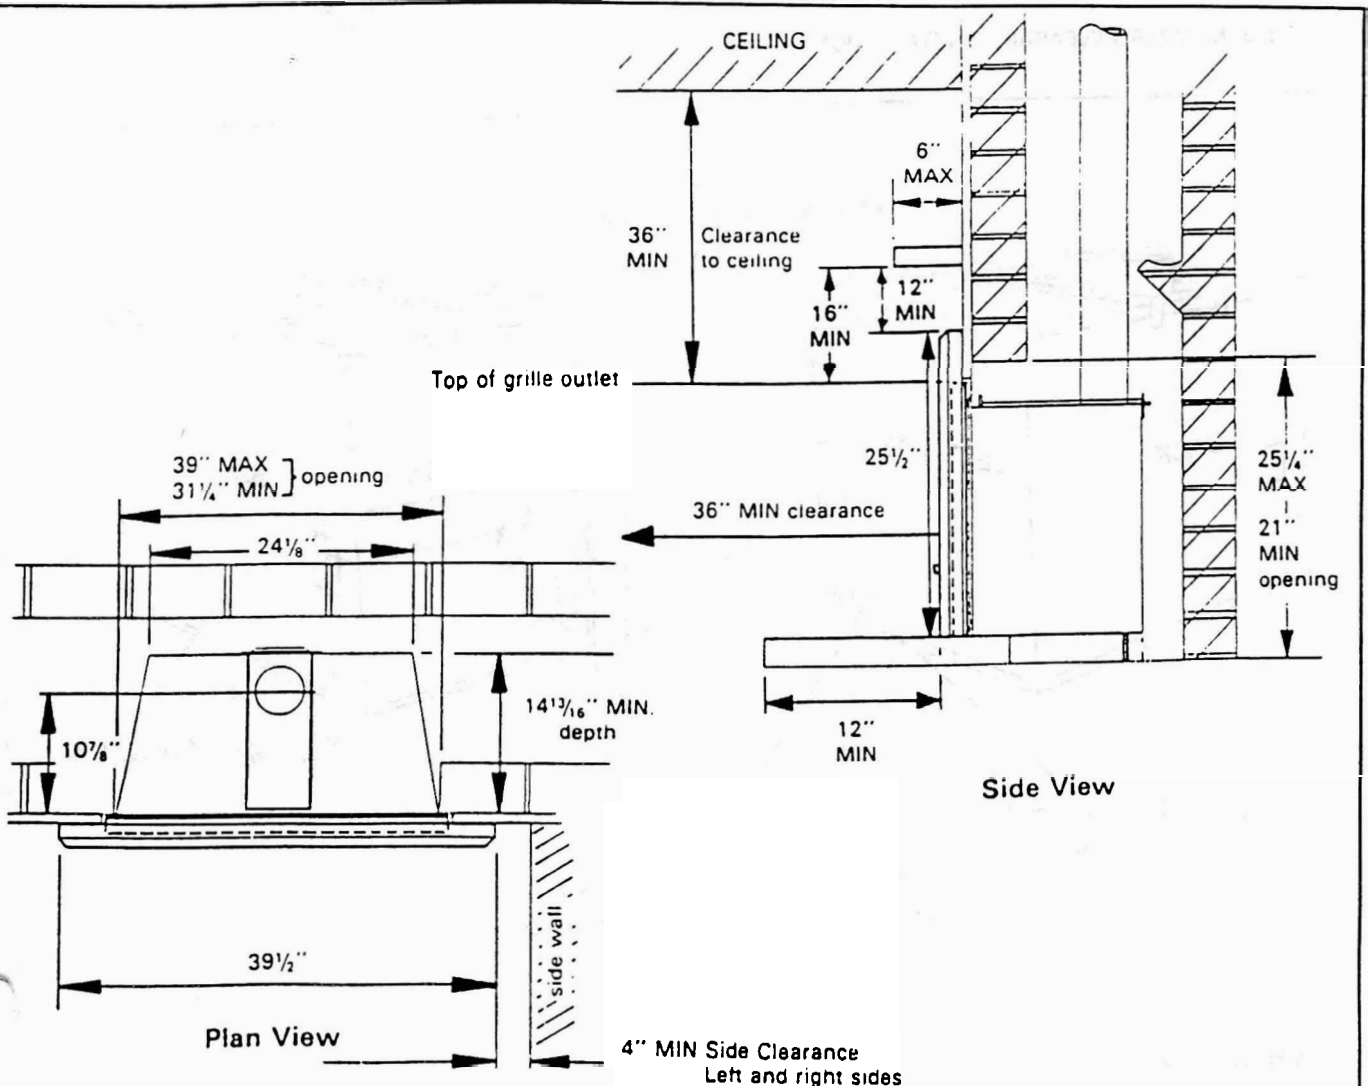 CEILING
6"
MAX
36"
MIN
Clearance
to ceiling
12"
MIN
16"
MIN
Top of grille outlet
25½"
25¼"
MAX
21"
MIN
opening
36" MIN clearance
12"
MIN
Side View
39" MAX
31¼" MIN
opening
24⅛"
14 13/16" MIN.
depth
10⅞"
side wall
39½"
Plan View
4" MIN Side Clearance
Left and right sides